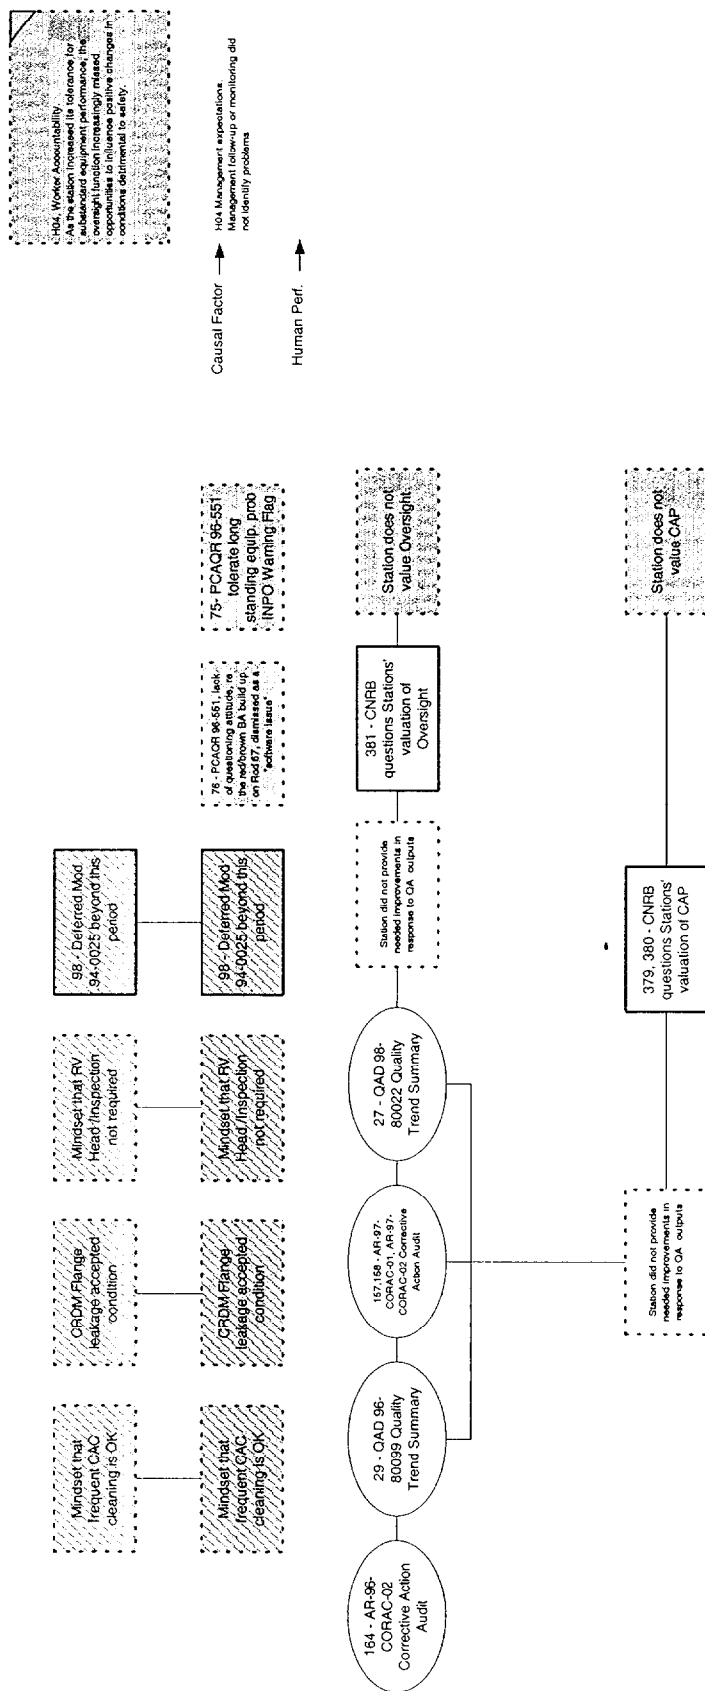 H04, Worker Accountability
As the station increased its tolerance for
substandard equipment performance, the
oversight function increasingly missed
opportunities to influence positive changes in
conditions detrimental to safety.
Causal Factor
H04 Management expectations
Management follow-up or monitoring did
not identify problems
Human Perf.
Mindset that
frequent CAC
cleaning is OK
CRDM Flange
leakage accepted
condition
Mindset that RV
Head /Inspection
not required
98 - Deferred Mod
94-0025 beyond this
period
Mindset that
frequent CAC
cleaning is OK
CRDM Flange
leakage accepted
condition
Mindset that RV
Head /Inspection
not required
98 - Deferred Mod
94-0025 beyond this
period
76 - PCAQR 96-551, lack
of questioning attitude, re
the red/brown BA build up
on Rod 67, dismissed as a
"software issue"
75- PCAQR 96-551
tolerate long
standing equip. prob
INPO Warning Flag
164 - AR-96-
CORAC-02
Corrective Action
Audit
29 - QAD 96-
80099 Quality
Trend Summary
157,158 - AR-97-
CORAC-01, AR-97-
CORAC-02 Corrective
Action Audit
27 - QAD 98-
80022 Quality
Trend Summary
Station did not provide
needed improvements in
response to QA outputs
381 - CNRB
questions Stations'
valuation of
Oversight
Station does not
value Oversight
Station did not provide
needed improvements in
response to QA outputs
379, 380 - CNRB
questions Stations'
valuation of CAP
Station does not
value CAP